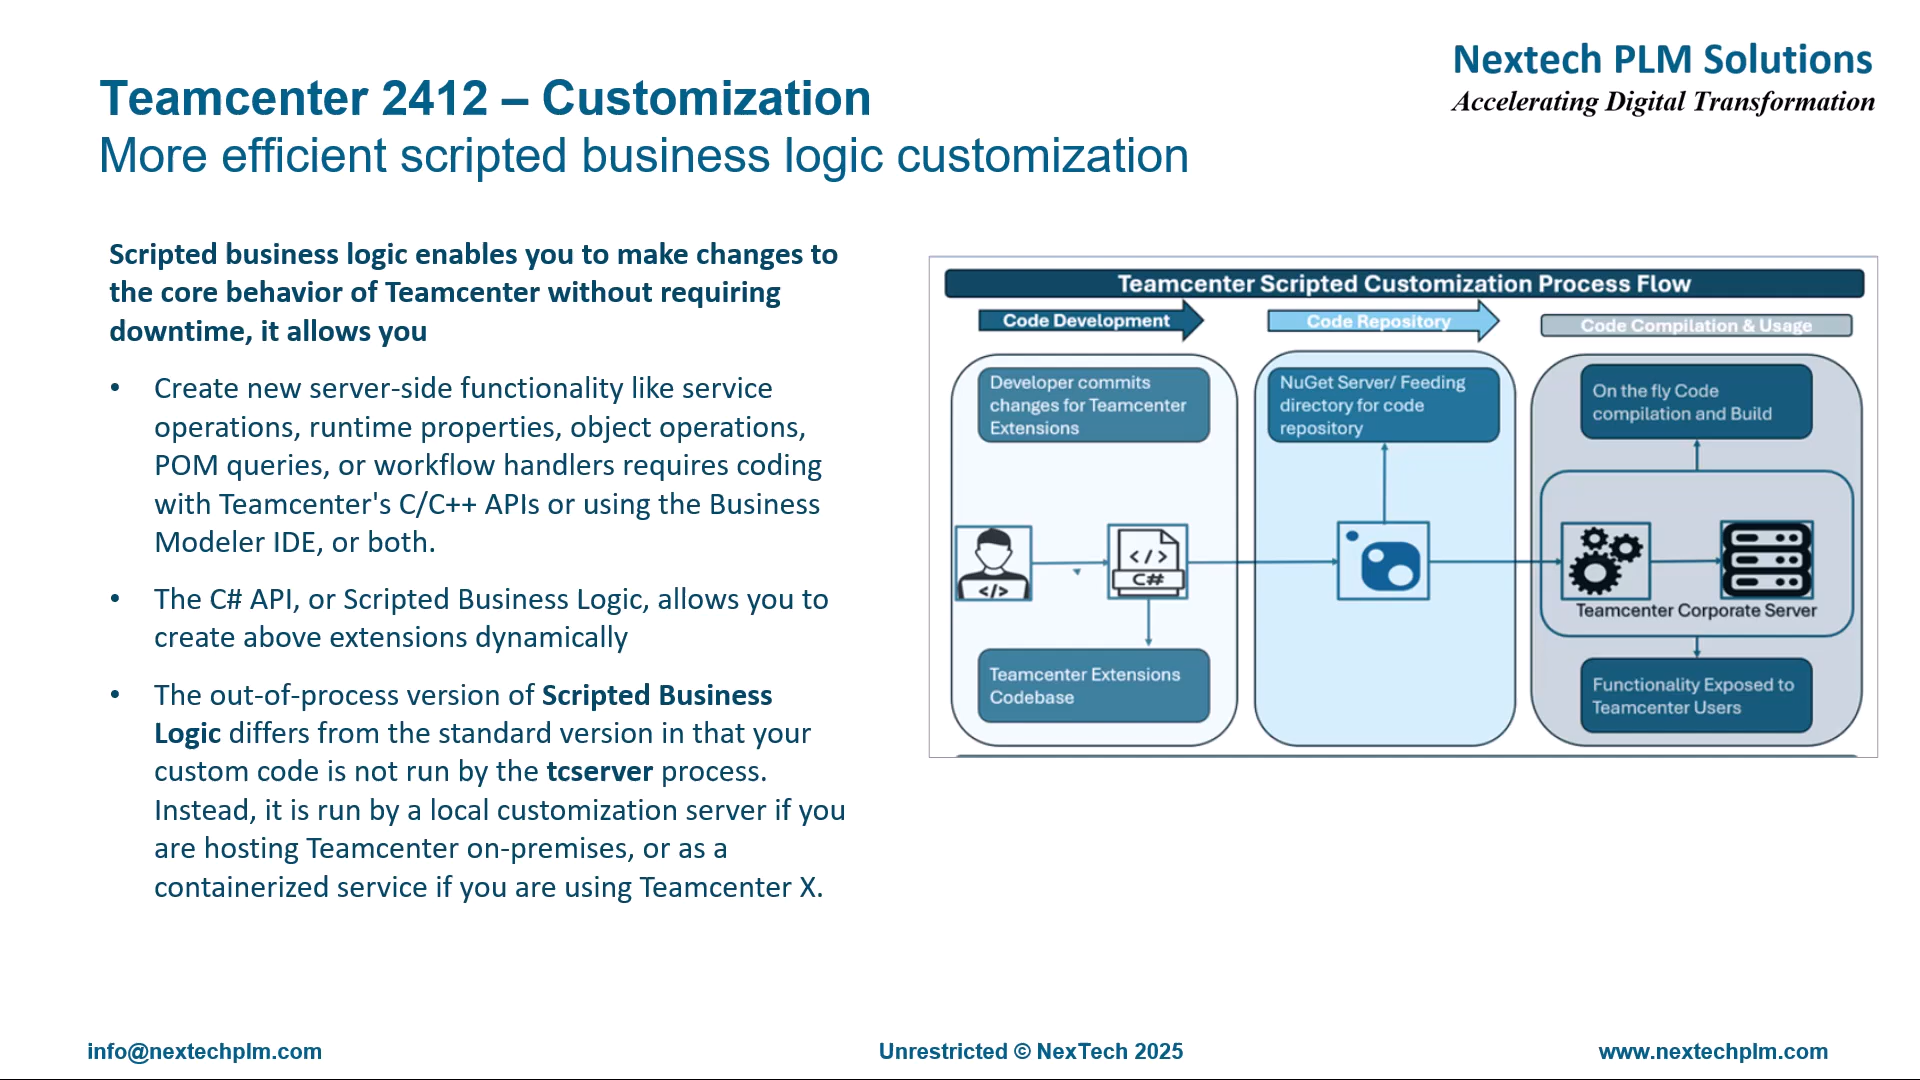 Nextech PLM Solutions
Accelerating Digital Transformation
Teamcenter 2412 – Customization
More efficient scripted business logic customization
Scripted business logic enables you to make changes to
the core behavior of Teamcenter without requiring
downtime, it allows you
• Create new server-side functionality like service
operations, runtime properties, object operations,
POM queries, or workflow handlers requires coding
with Teamcenter's C/C++ APIs or using the Business
Modeler IDE, or both.
• The C# API, or Scripted Business Logic, allows you to
create above extensions dynamically
• The out-of-process version of Scripted Business
Logic differs from the standard version in that your
custom code is not run by the tcserver process.
Instead, it is run by a local customization server if you
are hosting Teamcenter on-premises, or as a
containerized service if you are using Teamcenter X.
Teamcenter Scripted Customization Process Flow
Code Development
Code Repository
Code Compilation & Usage
Developer commits
changes for Teamcenter
Extensions
</>
</>
C#
Teamcenter Extensions
Codebase
NuGet Server/ Feeding
directory for code
repository
On the fly Code
compilation and Build
Teamcenter Corporate Server
Functionality Exposed to
Teamcenter Users
info@nextechplm.com
Unrestricted © NexTech 2025
www.nextechplm.com